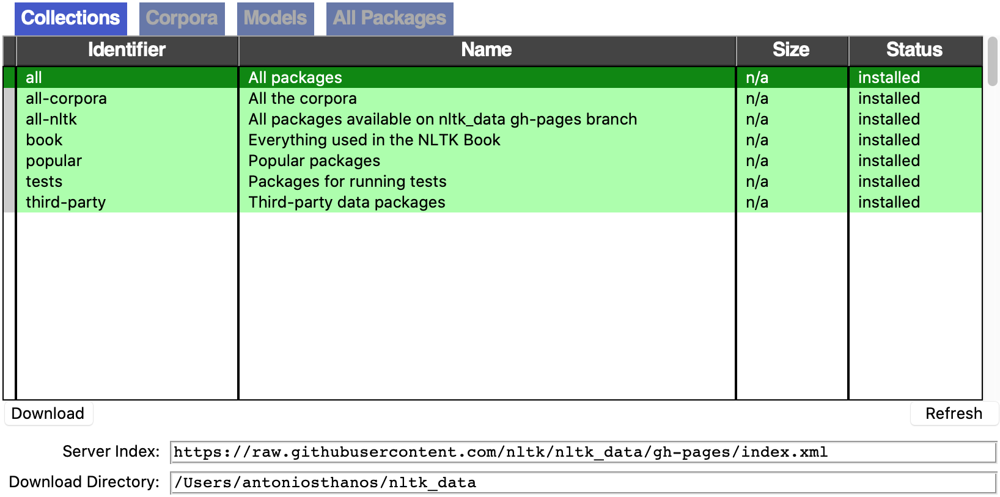 Collections Corpora Models All Packages
Identifier Name Size Status
all All packages n/a installed
all-corpora All the corpora n/a installed
all-nltk All packages available on nltk_data gh-pages branch n/a installed
book Everything used in the NLTK Book n/a installed
popular Popular packages n/a installed
tests Packages for running tests n/a installed
third-party Third-party data packages n/a installed
Download Refresh
Server Index: https://raw.githubusercontent.com/nltk/nltk_data/gh-pages/index.xml
Download Directory: /Users/antoniosthanos/nltk_data